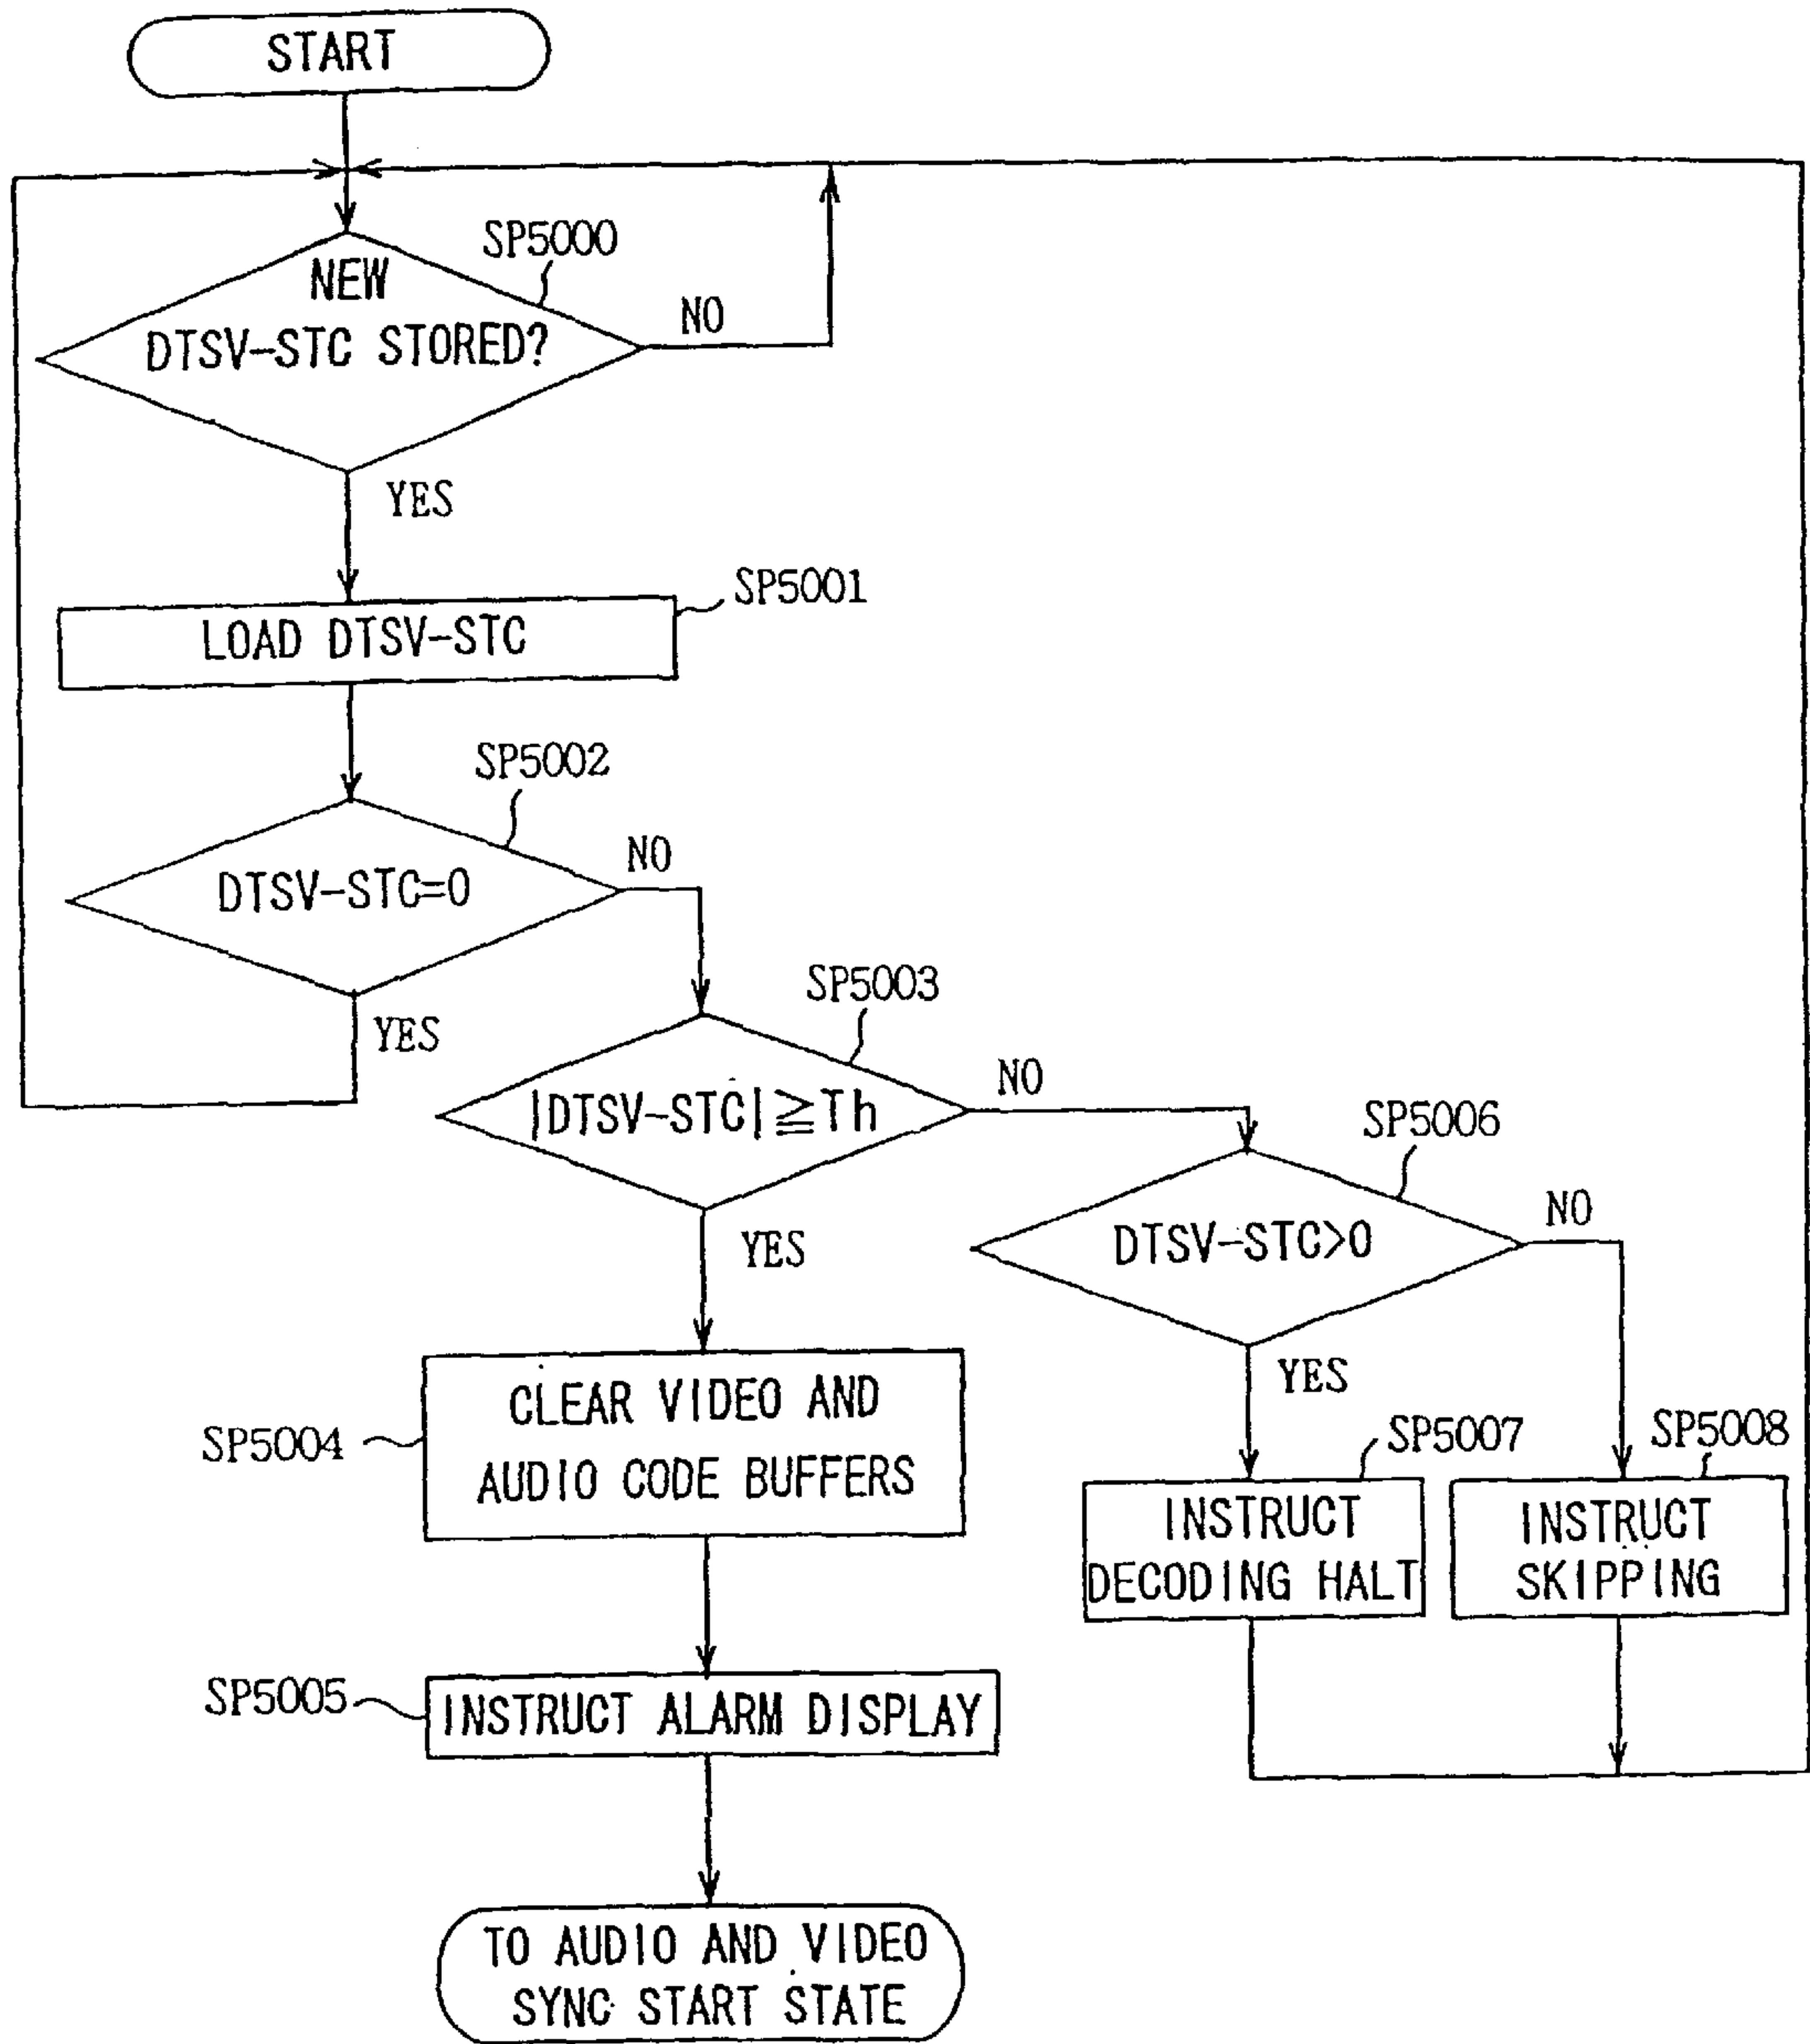 START
SP5000
NEW
DTSV-STC STORED?
NO
YES
SP5001
LOAD DTSV-STC
SP5002
NO
DTSV-STC=0
YES
SP5003
NO
|DTSV-STC|≧Th
YES
SP5006
NO
DTSV-STC>0
YES
SP5004
CLEAR VIDEO AND
AUDIO CODE BUFFERS
SP5007
INSTRUCT
DECODING HALT
SP5008
INSTRUCT
SKIPPING
SP5005
INSTRUCT ALARM DISPLAY
TO AUDIO AND VIDEO
SYNC START STATE